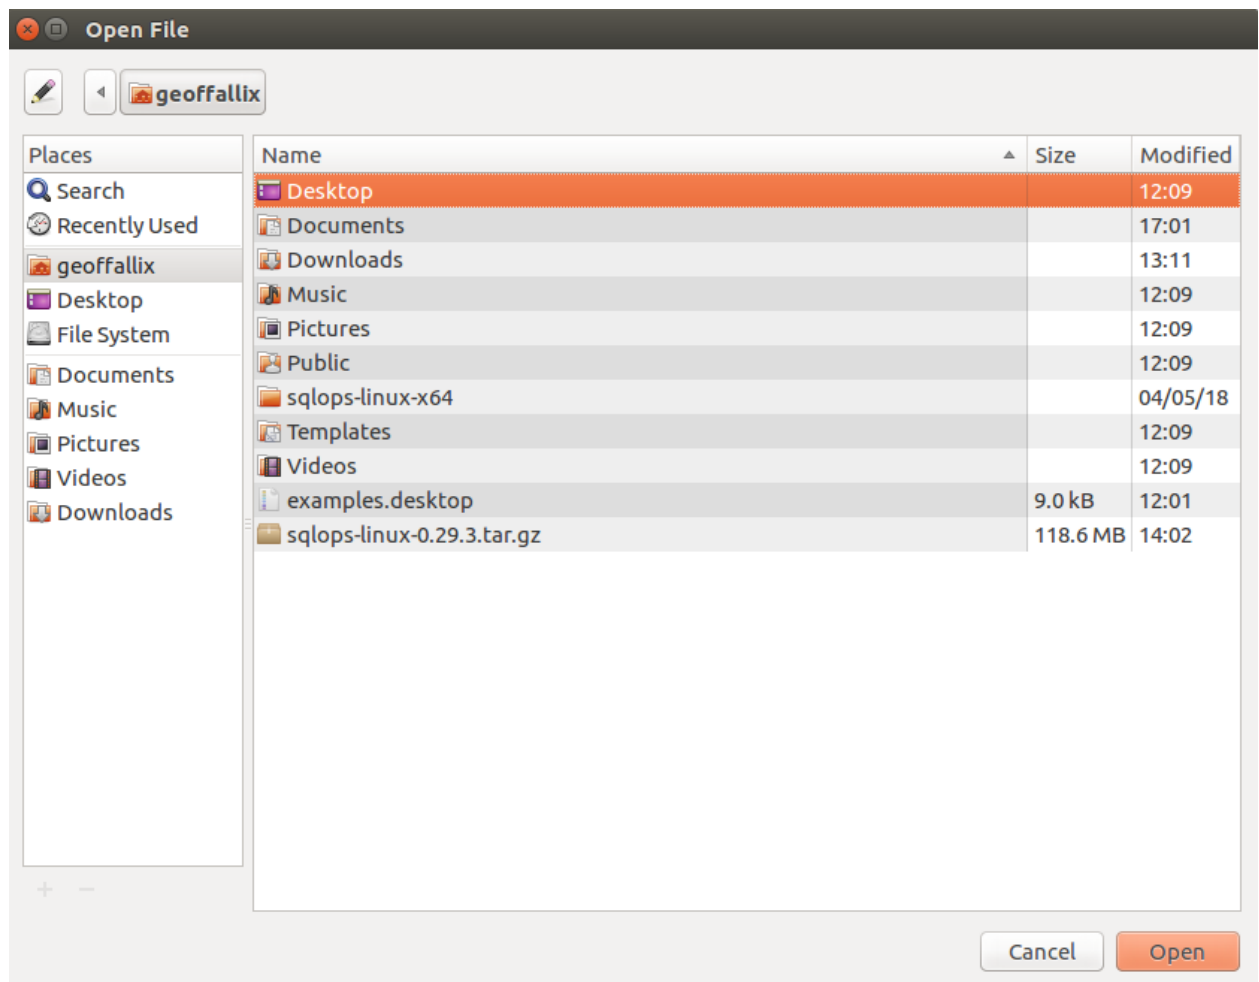 Open File
geoffallix
Places
Search
Recently Used
geoffallix
Desktop
File System
Documents
Music
Pictures
Videos
Downloads
Name Size Modified
Desktop 12:09
Documents 17:01
Downloads 13:11
Music 12:09
Pictures 12:09
Public 12:09
sqlops-linux-x64 04/05/18
Templates 12:09
Videos 12:09
examples.desktop 9.0 kB 12:01
sqlops-linux-0.29.3.tar.gz 118.6 MB 14:02
Cancel Open